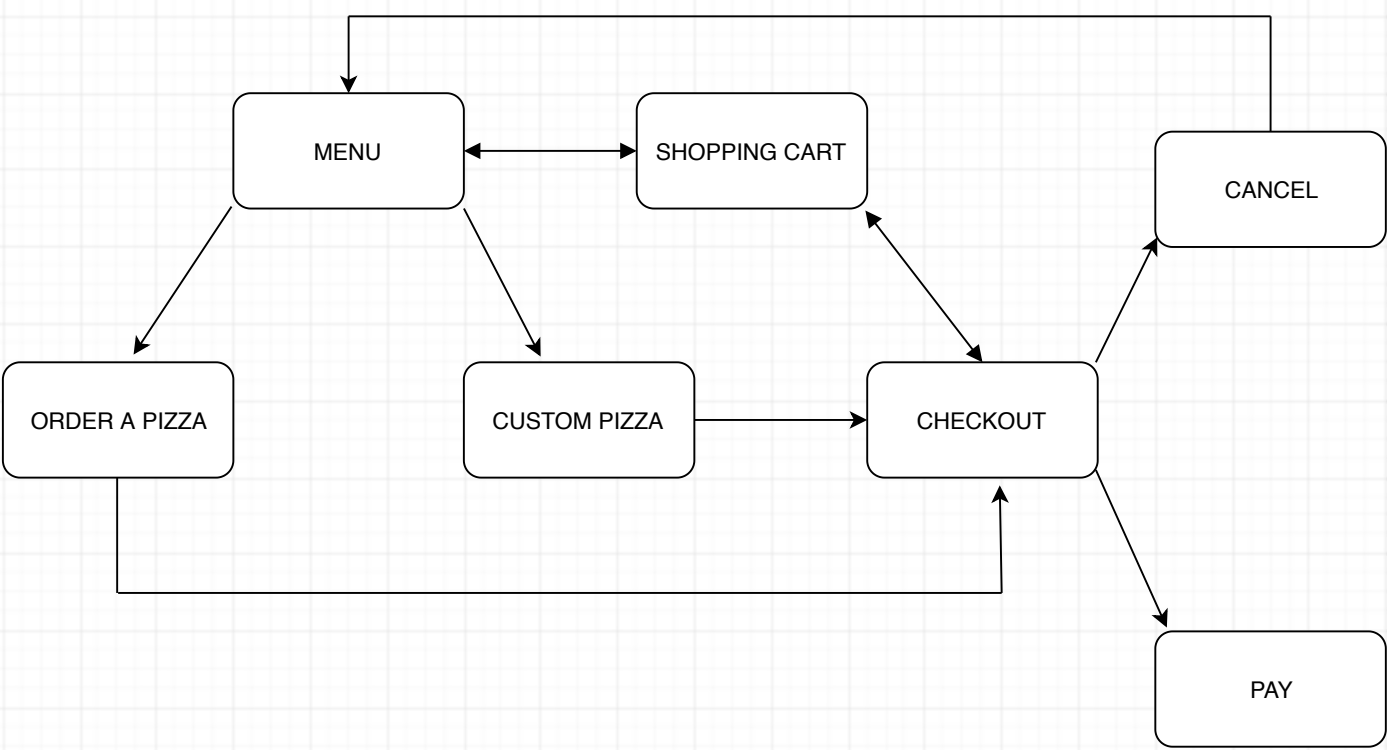 MENU
SHOPPING CART
CANCEL
ORDER A PIZZA
CUSTOM PIZZA
CHECKOUT
PAY